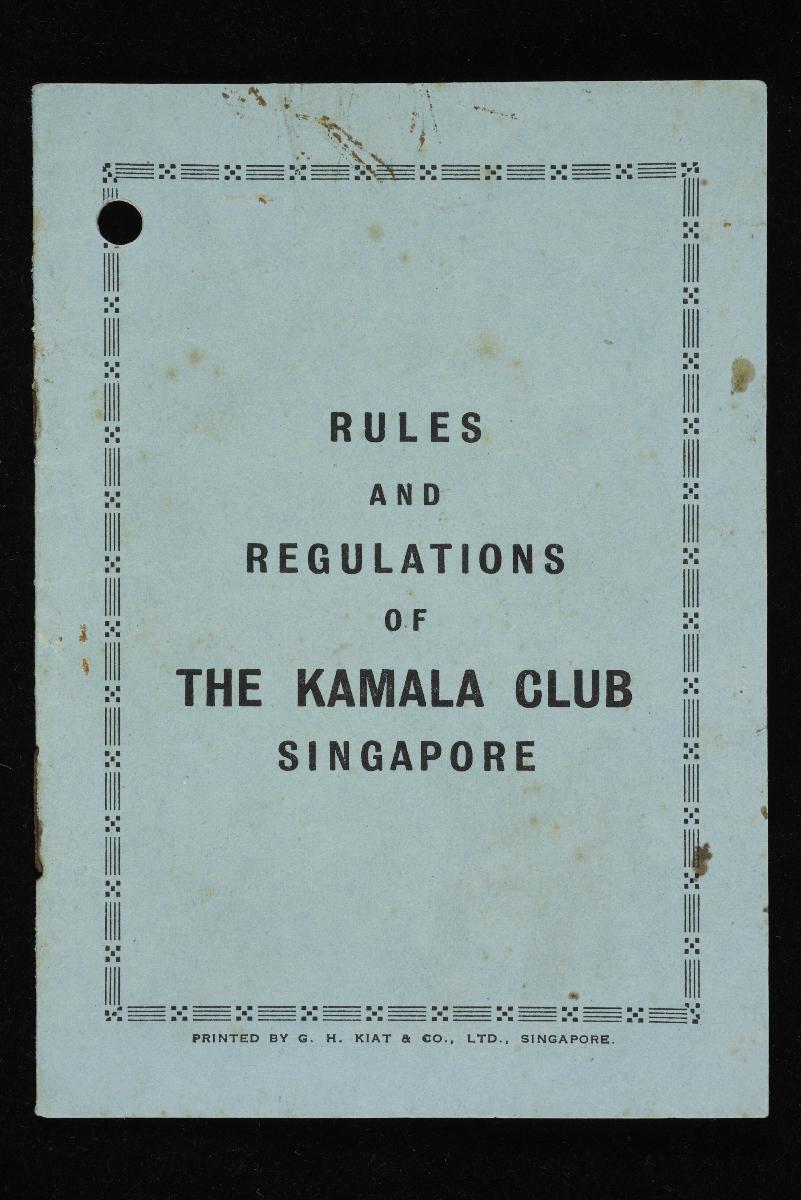 RULES
AND
REGULATIONS
OF
THE KAMALA CLUB
SINGAPORE
PRINTED BY G. H. KIAT & CO., LTD., SINGAPORE.